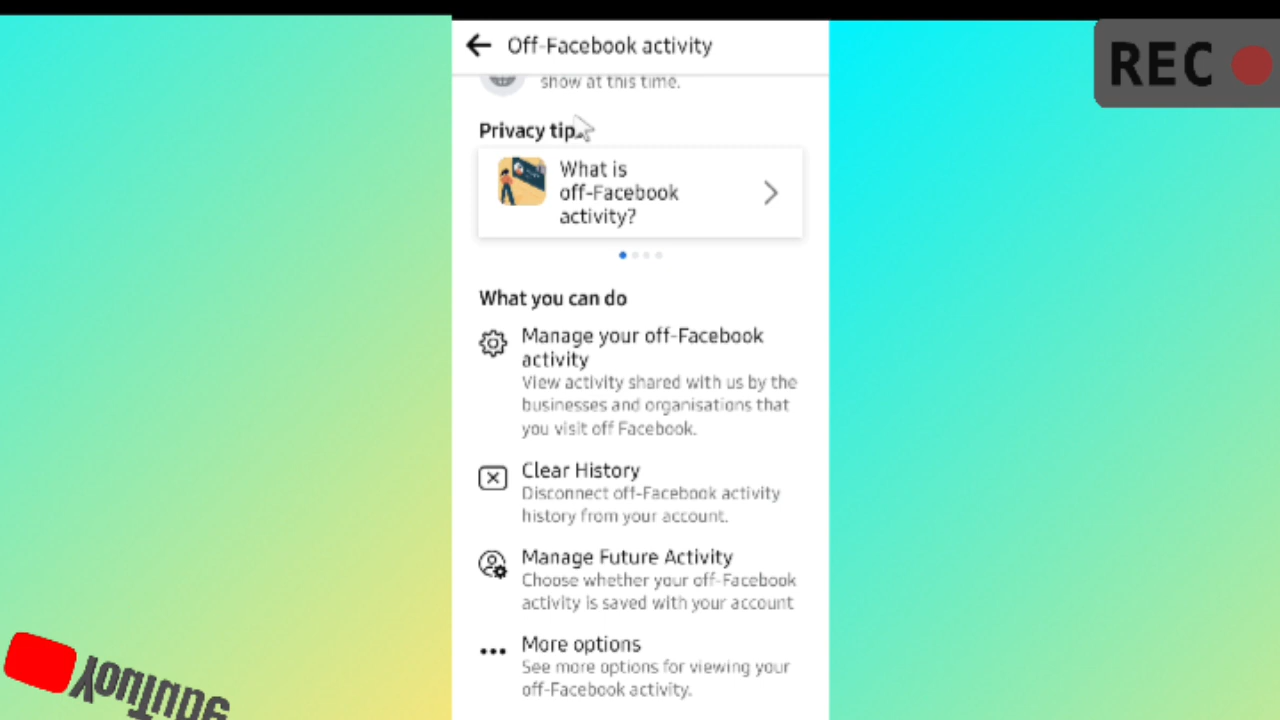 Off-Facebook activity
REC
show at this time.
Privacy tip
What is
off-Facebook
activity?
What you can do
Manage your off-Facebook
activity
View activity shared with us by the
businesses and organisations that
you visit off Facebook.
Clear History
Disconnect off-Facebook activity
history from your account.
Manage Future Activity
Choose whether your off-Facebook
activity is saved with your account
More options
See more options for viewing your
off-Facebook activity.
YouTube